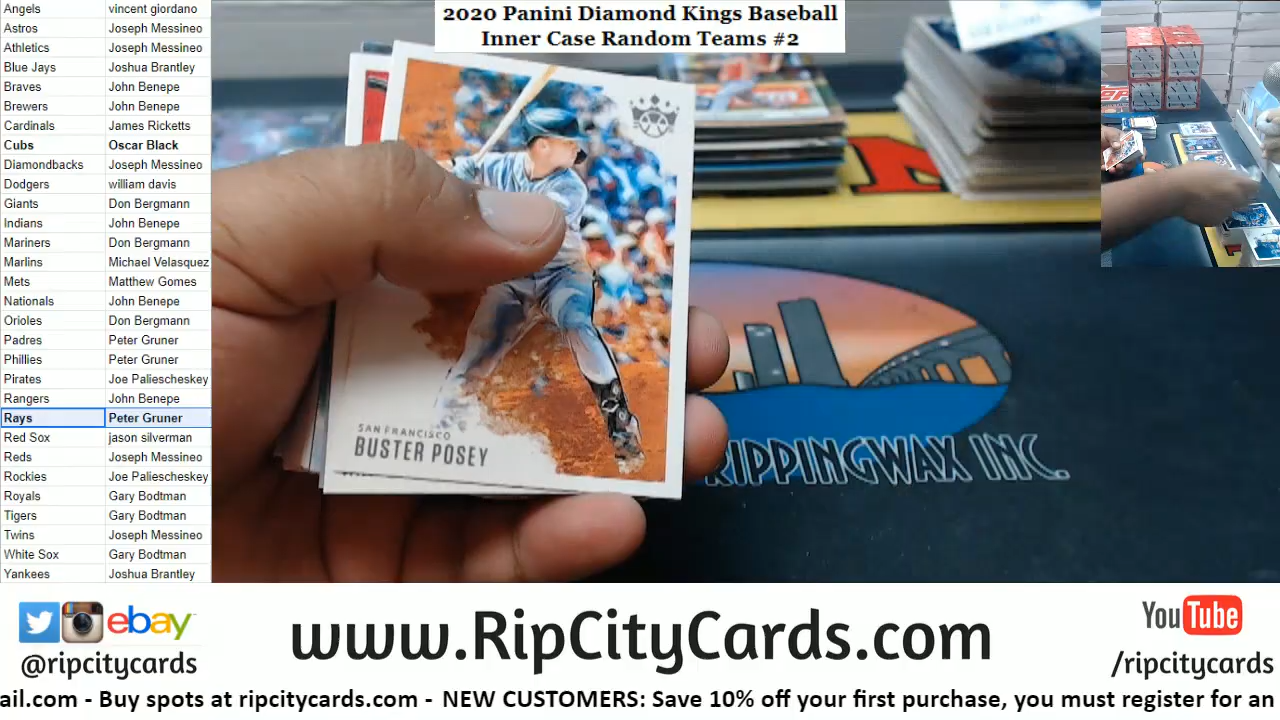 2020 Panini Diamond Kings Baseball
Inner Case Random Teams #2
Angels vincent giordano
Astros Joseph Messineo
Athletics Joseph Messineo
Blue Jays Joshua Brantley
Braves John Benepe
Brewers John Benepe
Cardinals James Ricketts
Cubs Oscar Black
Diamondbacks Joseph Messineo
Dodgers william davis
Giants Don Bergmann
Indians John Benepe
Mariners Don Bergmann
Marlins Michael Velasquez
Mets Matthew Gomes
Nationals John Benepe
Orioles Don Bergmann
Padres Peter Gruner
Phillies Peter Gruner
Pirates Joe Paliescheskey
Rangers John Benepe
Rays Peter Gruner
Red Sox jason silverman
Reds Joseph Messineo
Rockies Joe Paliescheskey
Royals Gary Bodtman
Tigers Gary Bodtman
Twins Joseph Messineo
White Sox Gary Bodtman
Yankees Joshua Brantley
SAN FRANCISCO
BUSTER POSEY
RIPPINGWAX INC.
ebay
@ripcitycards
www.RipCityCards.com
YouTube
/ripcitycards
ail.com - Buy spots at ripcitycards.com - NEW CUSTOMERS: Save 10% off your first purchase, you must register for an